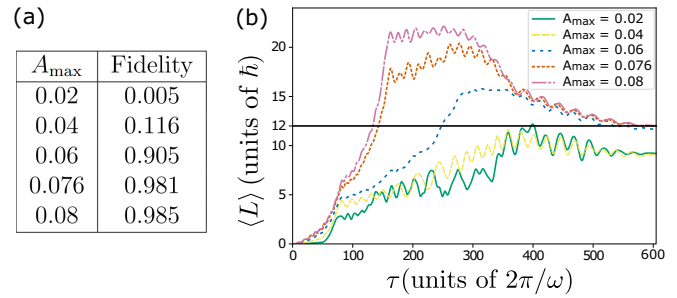 (a)
A_max Fidelity
0.02 0.005
0.04 0.116
0.06 0.905
0.076 0.981
0.08 0.985
(b)
⟨L⟩ (units of ħ)
20
15
12
10
5
0
Amax = 0.02
Amax = 0.04
Amax = 0.06
Amax = 0.076
Amax = 0.08
0 100 200 300 400 500 600
τ(units of 2π/ω)